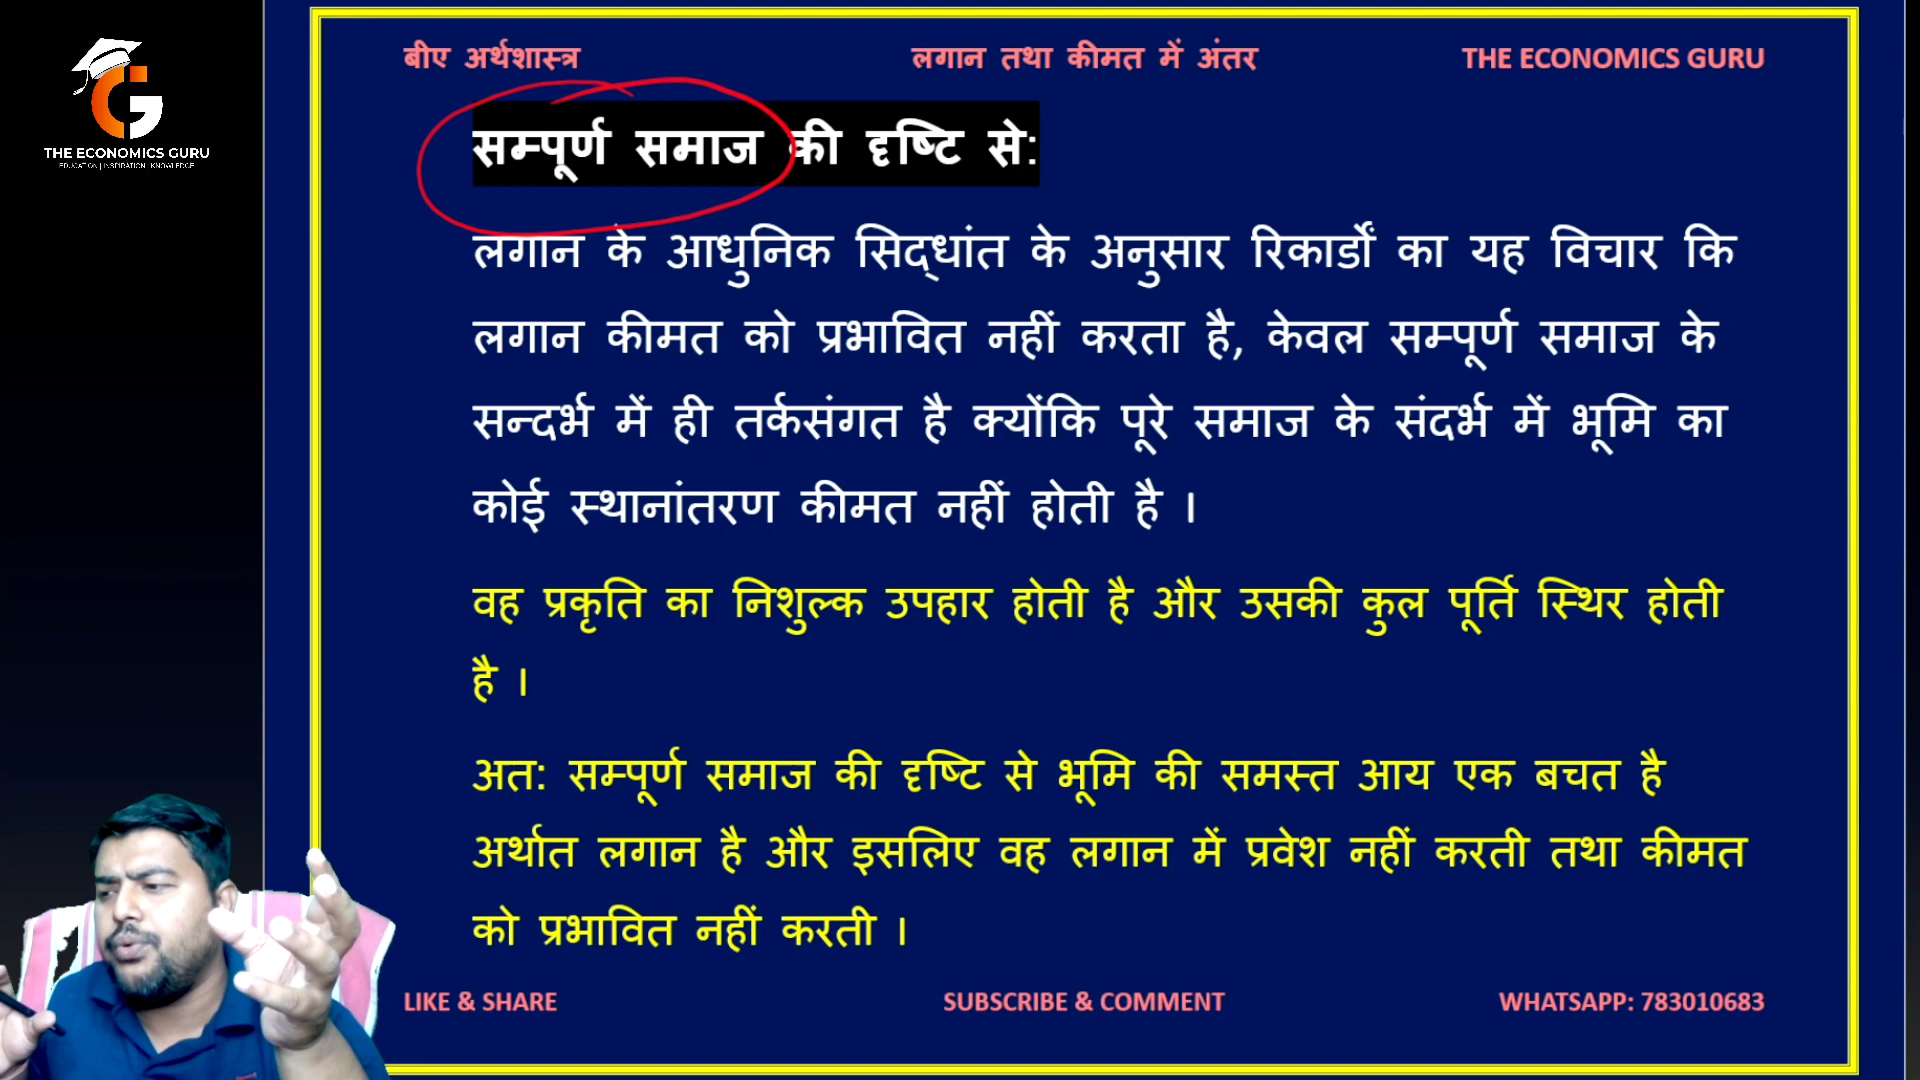 THE ECONOMICS GURU
EDUCATION | INSPIRATION | KNOWLEDGE
बीए अर्थशास्त्र
लगान तथा कीमत में अंतर
THE ECONOMICS GURU
सम्पूर्ण समाज की दृष्टि से:
लगान के आधुनिक सिद्धांत के अनुसार रिकार्डों का यह विचार कि
लगान कीमत को प्रभावित नहीं करता है, केवल सम्पूर्ण समाज के
सन्दर्भ में ही तर्कसंगत है क्योंकि पूरे समाज के संदर्भ में भूमि का
कोई स्थानांतरण कीमत नहीं होती है ।
वह प्रकृति का निशुल्क उपहार होती है और उसकी कुल पूर्ति स्थिर होती
है ।
अत: सम्पूर्ण समाज की दृष्टि से भूमि की समस्त आय एक बचत है
अर्थात लगान है और इसलिए वह लगान में प्रवेश नहीं करती तथा कीमत
को प्रभावित नहीं करती ।
LIKE & SHARE
SUBSCRIBE & COMMENT
WHATSAPP: 783010683